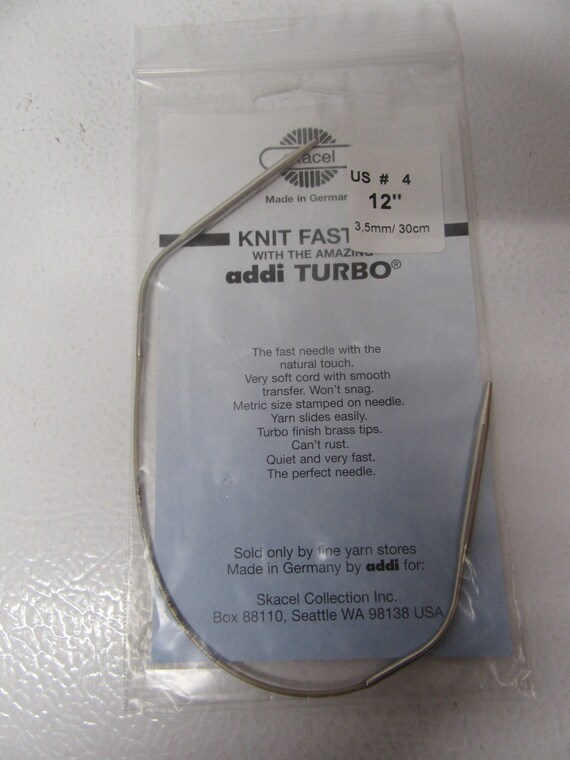 skacel
US # 4
12"
3,5mm/ 30cm
Made in German
KNIT FAST
WITH THE AMAZING
addi TURBO®
The fast needle with the
natural touch.
Very soft cord with smooth
transfer. Won't snag.
Metric size stamped on needle.
Yarn slides easily.
Turbo finish brass tips.
Can't rust.
Quiet and very fast.
The perfect needle.
Sold only by fine yarn stores
Made in Germany by addi for:
Skacel Collection Inc.
Box 88110, Seattle WA 98138 USA